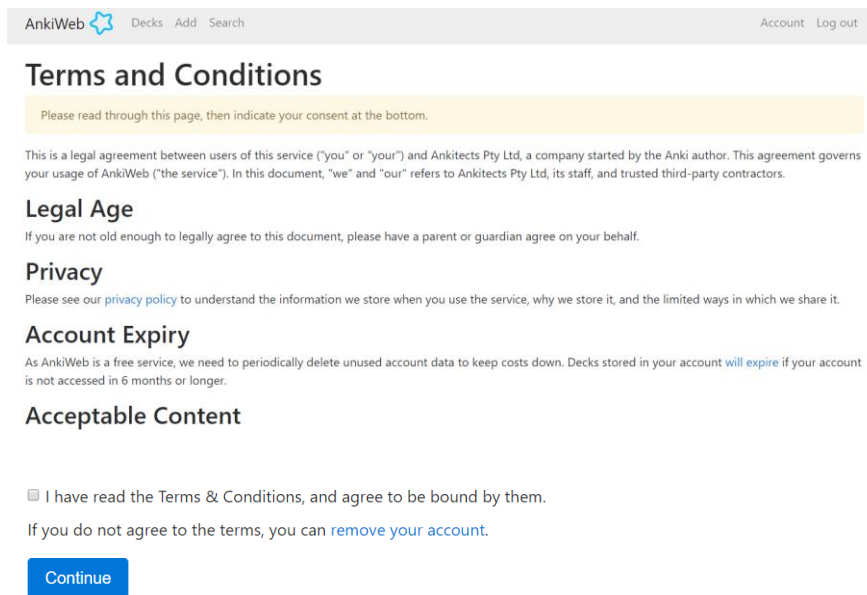 AnkiWeb Decks Add Search Account Log out
Terms and Conditions
Please read through this page, then indicate your consent at the bottom.
This is a legal agreement between users of this service ("you" or "your") and Ankitects Pty Ltd, a company started by the Anki author. This agreement governs
your usage of AnkiWeb ("the service"). In this document, "we" and "our" refers to Ankitects Pty Ltd, its staff, and trusted third-party contractors.
Legal Age
If you are not old enough to legally agree to this document, please have a parent or guardian agree on your behalf.
Privacy
Please see our privacy policy to understand the information we store when you use the service, why we store it, and the limited ways in which we share it.
Account Expiry
As AnkiWeb is a free service, we need to periodically delete unused account data to keep costs down. Decks stored in your account will expire if your account
is not accessed in 6 months or longer.
Acceptable Content
I have read the Terms & Conditions, and agree to be bound by them.
If you do not agree to the terms, you can remove your account.
Continue